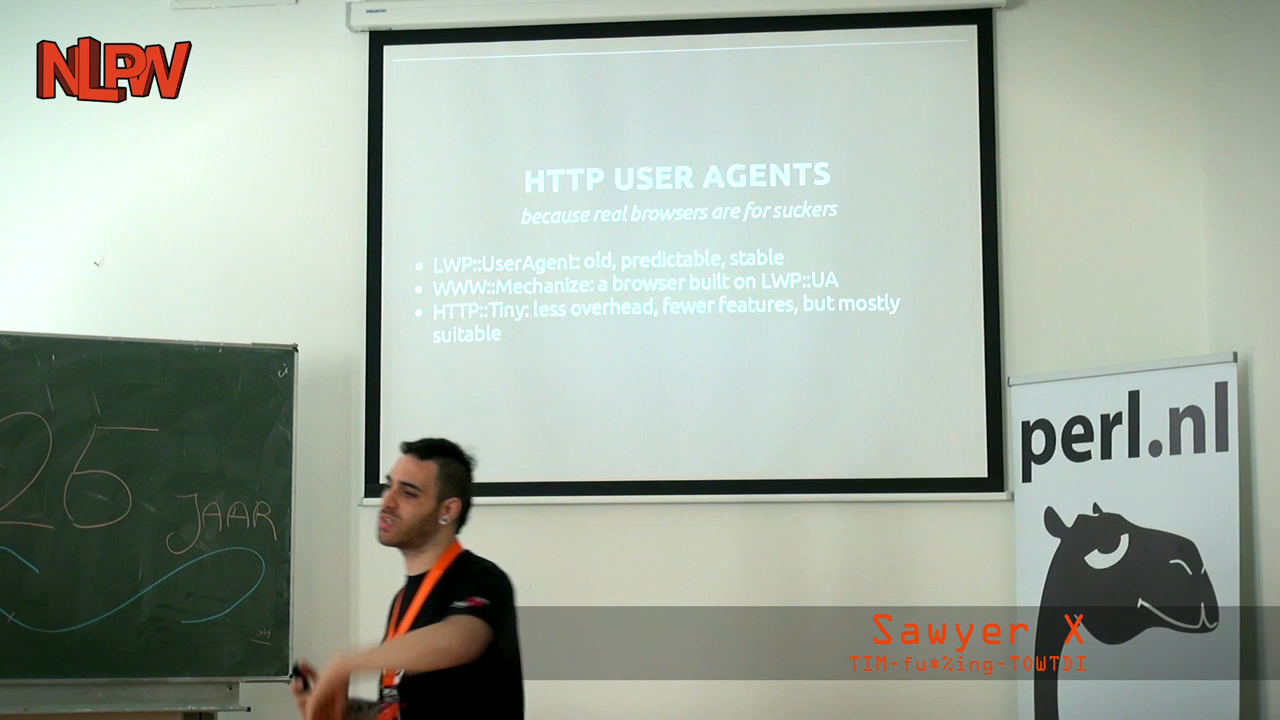 NLPW
HTTP USER AGENTS
because real browsers are for suckers
• LWP::UserAgent: old, predictable, stable
• WWW::Mechanize: a browser built on LWP::UA
• HTTP::Tiny: less overhead, fewer features, but mostly
suitable
25
JAAR
perl.nl
Sawyer X
TIM-fu*%ing-TOWTDI